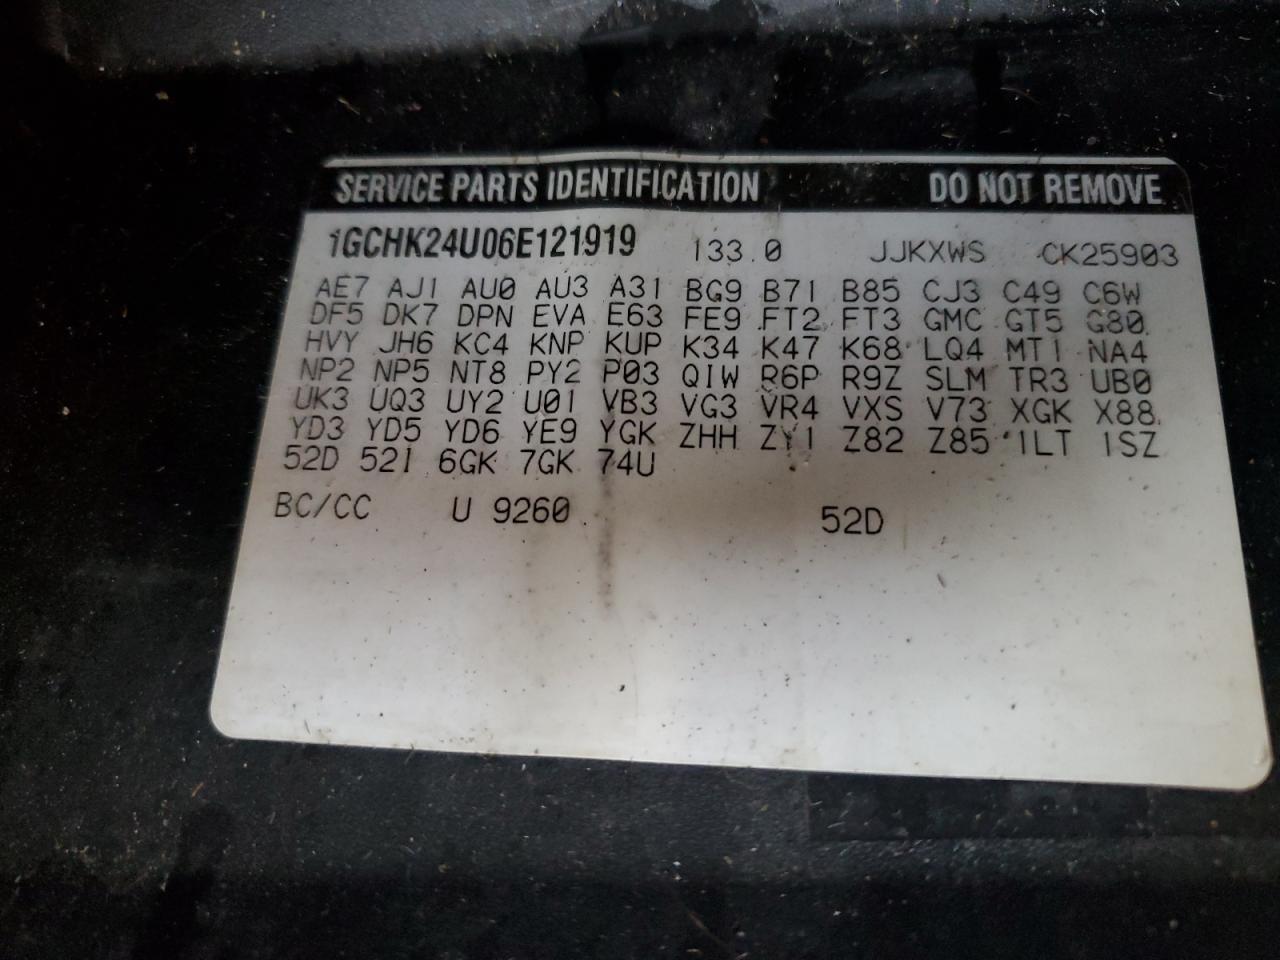 SERVICE PARTS IDENTIFICATION DO NOT REMOVE
1GCHK24U06E121919 133.0 JJKXWS CK25903
AE7 AJ1 AU0 AU3 A31 BG9 B71 B85 CJ3 C49 C6W
DF5 DK7 DPN EVA E63 FE9 FT2 FT3 GMC GT5 G80
HVY JH6 KC4 KNP KUP K34 K47 K68 LQ4 MT1 NA4
NP2 NP5 NT8 PY2 P03 QIW R6P R9Z SLM TR3 UB0
UK3 UQ3 UY2 U01 VB3 VG3 VR4 VXS V73 XGK X88
YD3 YD5 YD6 YE9 YGK ZHH ZY1 Z82 Z85 1LT 1SZ
52D 52I 6GK 7GK 74U
BC/CC U 9260 52D